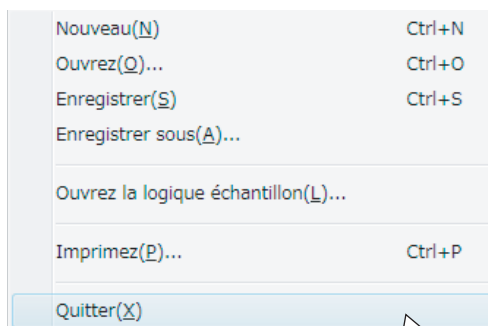 Nouveau(N) Ctrl+N
Ouvrez(O)... Ctrl+O
Enregistrer(S) Ctrl+S
Enregistrer sous(A)...
Ouvrez la logique échantillon(L)...
Imprimez(P)... Ctrl+P
Quitter(X)